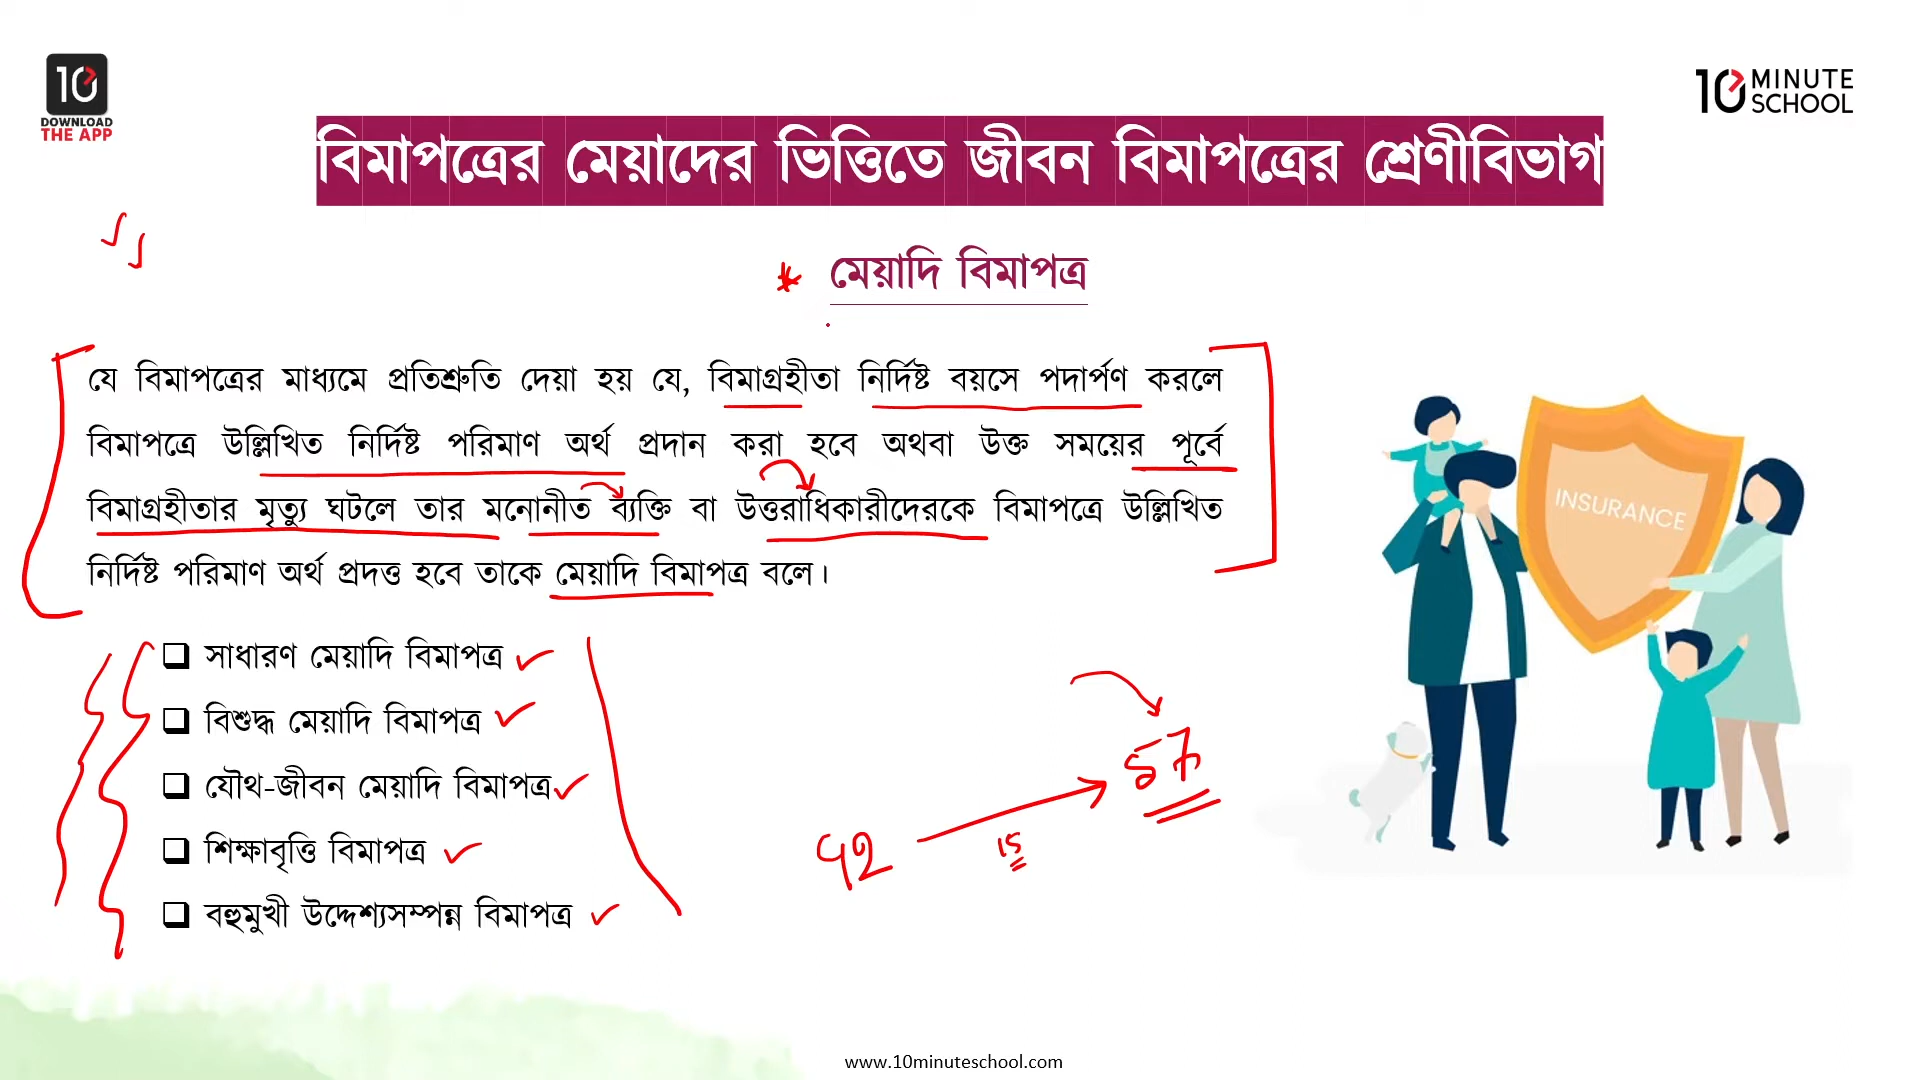 10
DOWNLOAD
THE APP
10 MINUTE
SCHOOL
বিমাপত্রের মেয়াদের ভিত্তিতে জীবন বিমাপত্রের শ্রেণীবিভাগ
মেয়াদি বিমাপত্র
যে বিমাপত্রের মাধ্যমে প্রতিশ্রুতি দেয়া হয় যে, বিমাগ্রহীতা নির্দিষ্ট বয়সে পদার্পণ করলে
বিমাপত্রে উল্লিখিত নির্দিষ্ট পরিমাণ অর্থ প্রদান করা হবে অথবা উক্ত সময়ের পূর্বে
বিমাগ্রহীতার মৃত্যু ঘটলে তার মনোনীত ব্যক্তি বা উত্তরাধিকারীদেরকে বিমাপত্রে উল্লিখিত
নির্দিষ্ট পরিমাণ অর্থ প্রদত্ত হবে তাকে মেয়াদি বিমাপত্র বলে।
INSURANCE
সাধারণ মেয়াদি বিমাপত্র
বিশুদ্ধ মেয়াদি বিমাপত্র
যৌথ-জীবন মেয়াদি বিমাপত্র
শিক্ষাবৃত্তি বিমাপত্র
বহুমুখী উদ্দেশ্যসম্পন্ন বিমাপত্র
57
15
42
www.10minuteschool.com